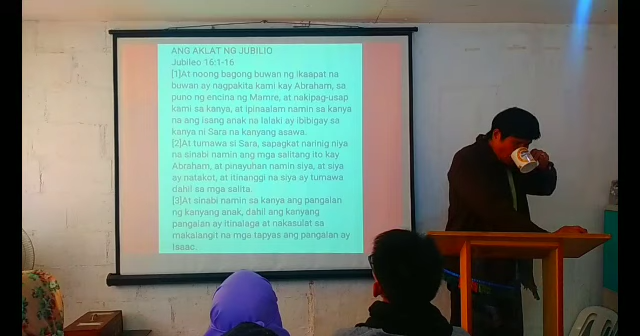 ANG AKLAT NG JUBILIO
Jubileo 16:1-16
[1]At noong bagong buwan ng ikaapat na
buwan ay nagpakita kami kay Abraham, sa
puno ng encina ng Mamre, at nakipag-usap
kami sa kanya, at ipinaalam namin sa kanya
na ang isang anak na lalaki ay ibibigay sa
kanya ni Sara na kanyang asawa.
[2]At tumawa si Sara, sapagkat narinig niya
na sinabi namin ang mga salitang ito kay
Abraham, at pinayuhan namin siya, at siya
ay natakot, at itinanggi na siya ay tumawa
dahil sa mga salita.
[3]At sinabi namin sa kanya ang pangalan
ng kanyang anak, dahil ang kanyang
pangalan ay itinalaga at nakasulat sa
makalangit na mga tapyas ang pangalan ay
Isaac.